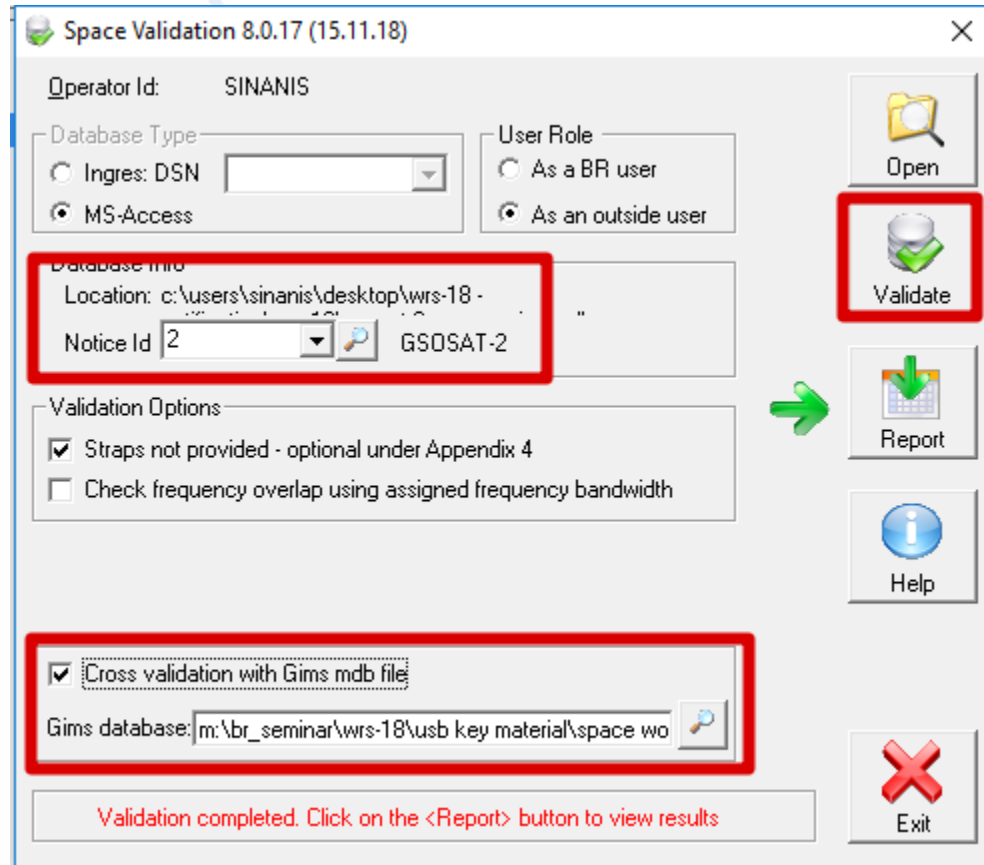 Space Validation 8.0.17 (15.11.18)
Operator Id: SINANIS
Database Type
Ingres: DSN
MS-Access
User Role
As a BR user
As an outside user
Open
Validate
Database Info
Location: c:\users\sinanis\desktop\wrs-18 -
Notice Id 2 GSOSAT-2
Validation Options
Straps not provided - optional under Appendix 4
Check frequency overlap using assigned frequency bandwidth
Report
Help
Cross validation with Gims mdb file
Gims database: m:\br_seminar\wrs-18\usb key material\space wo
Validation completed. Click on the <Report> button to view results
Exit